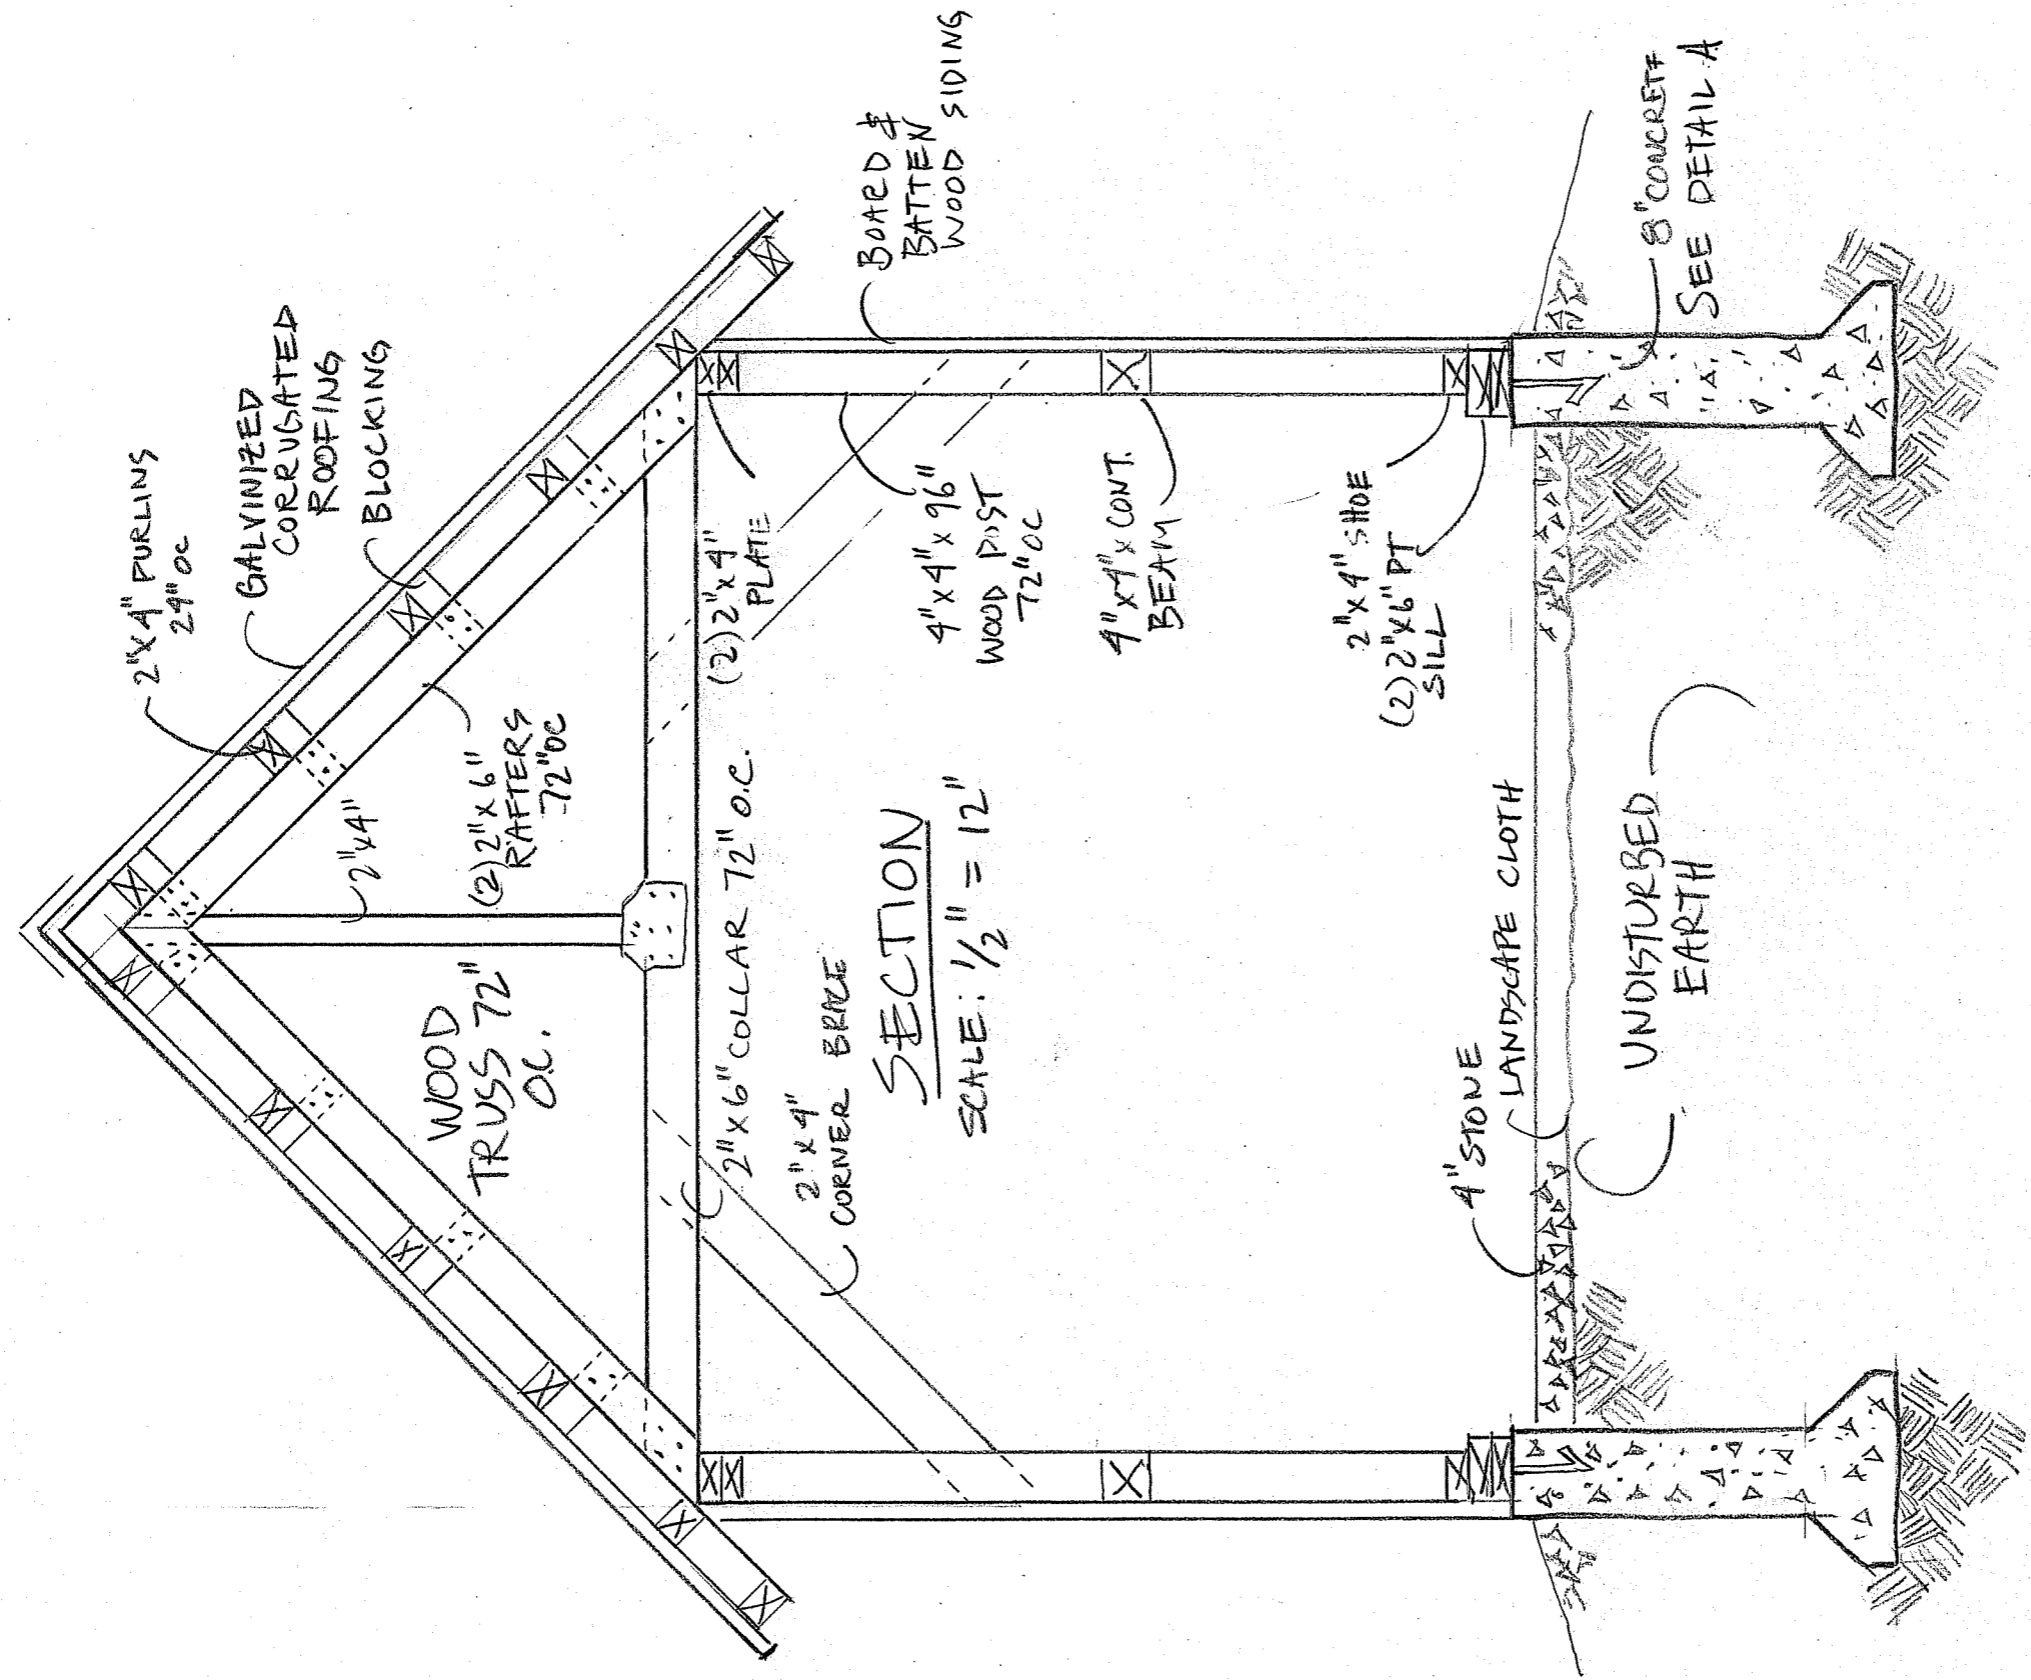 2"x4" PURLINS
24" OC
GALVINIZED
CORRUGATED
ROOFING
BLOCKING
2"x4"
(2) 2"x6"
RAFTERS
72" OC
WOOD
TRUSS 72"
O.C.
BOARD &
BATTEN
WOOD SIDING
(2) 2"x4"
PLATE
2"x6" COLLAR 72" O.C.
2"x4"
CORNER BRACE
4"x4"x96"
WOOD POST
72" OC
4"x4"x CONT.
BEAM
SECTION
SCALE: 1/2" = 12"
2"x4" SHOE
(2) 2"x6" PT
SILL
4" STONE
LANDSCAPE CLOTH
UNDISTURBED
EARTH
8" CONCRETE
SEE DETAIL A